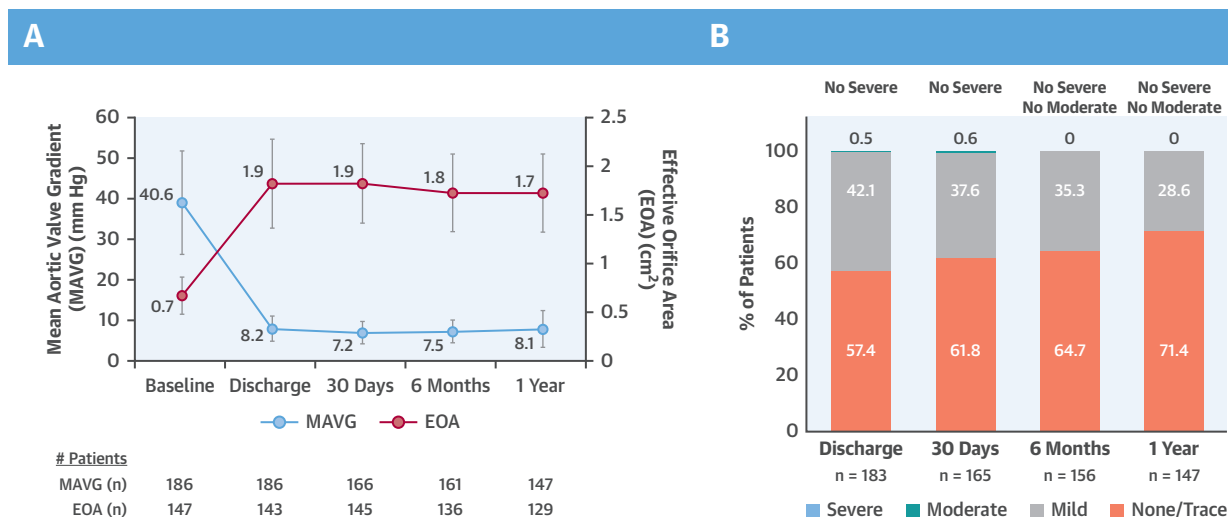 A
B
Mean Aortic Valve Gradient
(MAVG) (mm Hg)
60
50
40
30
20
10
0
2.5
2
1.5
1
0.5
0
Effective Orifice Area
(EOA) (cm²)
40.6
0.7
1.9
8.2
1.9
7.2
1.8
7.5
1.7
8.1
Baseline Discharge 30 Days 6 Months 1 Year
MAVG EOA
# Patients
MAVG (n) 186 186 166 161 147
EOA (n) 147 143 145 136 129
No Severe No Severe No Severe No Severe
No Moderate No Moderate
% of Patients
100
80
60
40
20
0
0.5 0.6 0 0
42.1 37.6 35.3 28.6
57.4 61.8 64.7 71.4
Discharge 30 Days 6 Months 1 Year
n = 183 n = 165 n = 156 n = 147
Severe Moderate Mild None/Trace